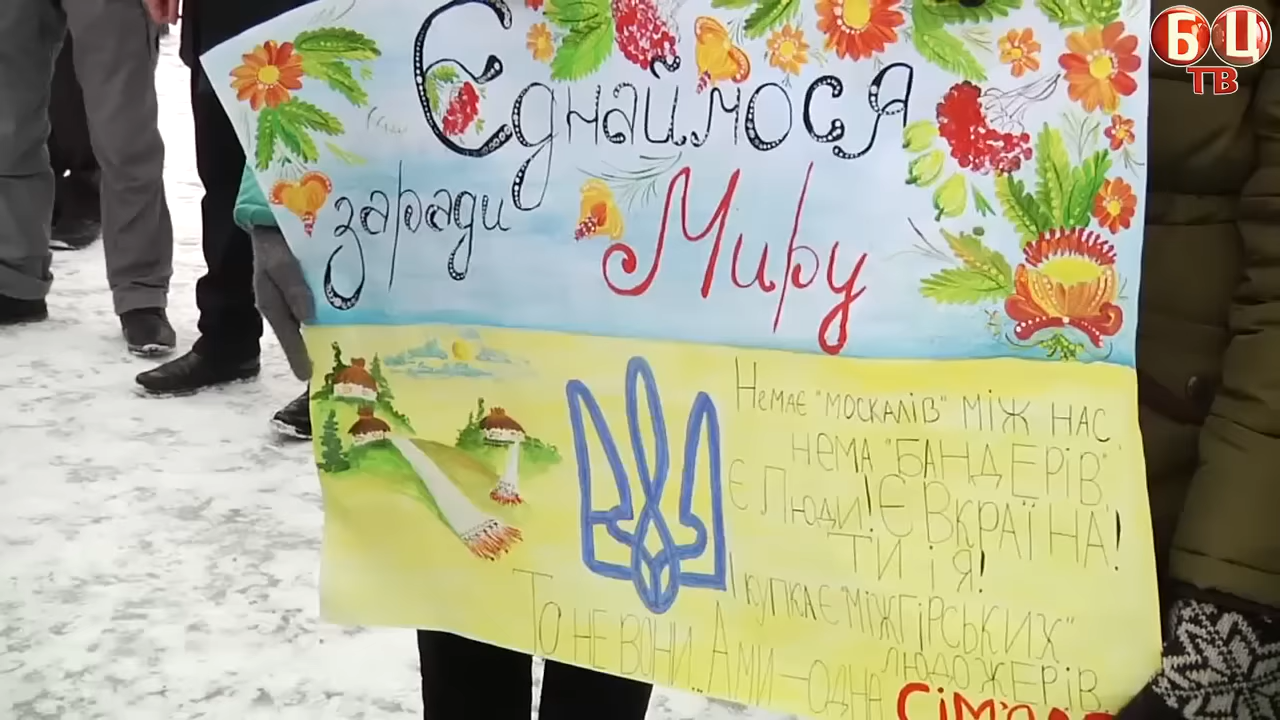 БЦ
ТВ
Єднаймося
заради Миру
Немає "москалів" між нас
нема "Бандерів"
Є Люди! Є Вкраїна!
Ти і я!
І купка є "міжгірських"
людожерів
То не вони. А ми – одна
сім'я